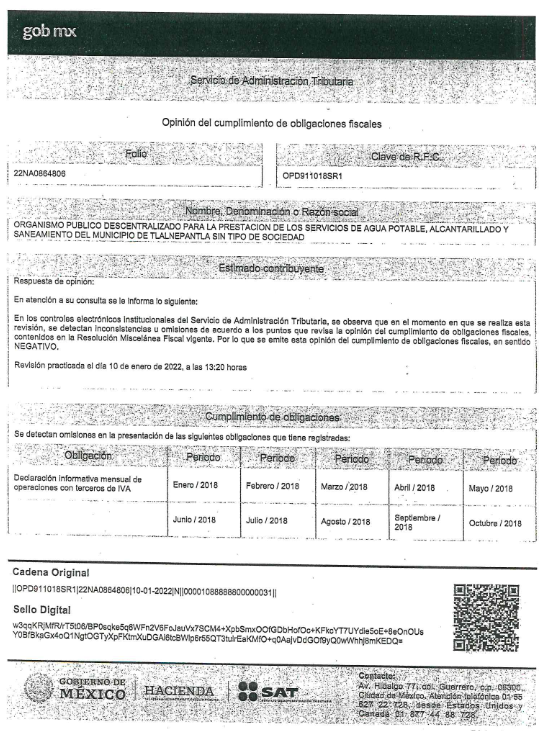 gob mx
Servicio de Administración Tributaria
Opinión del cumplimiento de obligaciones fiscales
Folio
Clave de R.F.C.
22NA0864806
OPD911018SR1
Nombre, Denominación o Razón social
ORGANISMO PUBLICO DESCENTRALIZADO PARA LA PRESTACION DE LOS SERVICIOS DE AGUA POTABLE, ALCANTARILLADO Y
SANEAMIENTO DEL MUNICIPIO DE TLALNEPANTLA SIN TIPO DE SOCIEDAD
Estimado contribuyente
Respuesta de opinión:
En atención a su consulta se le informa lo siguiente:
En los controles electrónicos institucionales del Servicio de Administración Tributaria, se observa que en el momento en que se realiza esta
revisión, se detectan inconsistencias u omisiones de acuerdo a los puntos que revisa la opinión del cumplimiento de obligaciones fiscales,
contenidos en la Resolución Miscelánea Fiscal vigente. Por lo que se emite esta opinión del cumplimiento de obligaciones fiscales, en sentido
NEGATIVO.
Revisión practicada el día 10 de enero de 2022, a las 13:20 horas
Cumplimiento de obligaciones
Se detectan omisiones en la presentación de las siguientes obligaciones que tiene registradas:
Obligación Periodo Periodo Periodo Periodo Periodo
Declaración informativa mensual de
operaciones con terceros de IVA
Enero / 2018 Febrero / 2018 Marzo / 2018 Abril / 2018 Mayo / 2018
Junio / 2018 Julio / 2018 Agosto / 2018 Septiembre /
2018 Octubre / 2018
Cadena Original
||OPD911018SR1|22NA0864806|10-01-2022|N||00001088888800000031||
Sello Digital
GOBIERNO DE
MÉXICO
HACIENDA
SAT
Contacto:
Av. Hidalgo 77, col. Guerrero, c.p. 06300,
Ciudad de México, Atención telefónica 01 55
627 22 728, desde Estados Unidos y
Canadá 01 877 44 88 728.